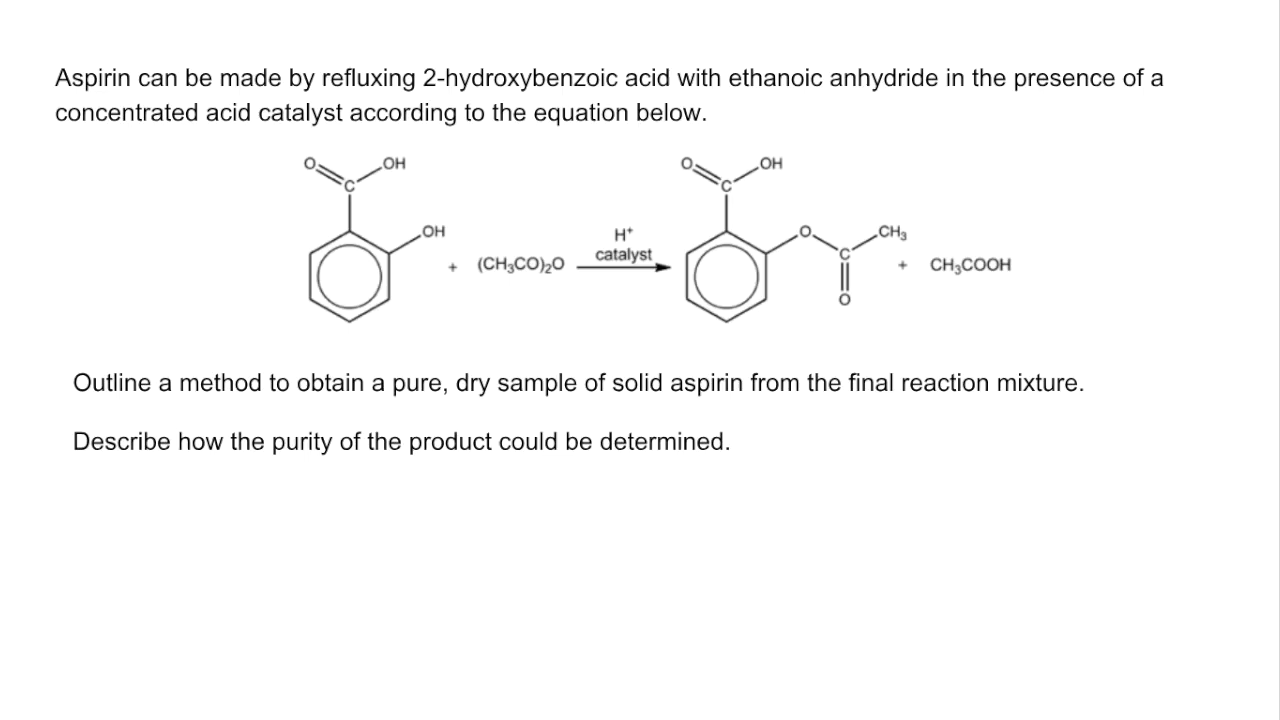 Aspirin can be made by refluxing 2-hydroxybenzoic acid with ethanoic anhydride in the presence of a
concentrated acid catalyst according to the equation below.
O OH O OH
C C
OH + (CH₃CO)₂O H⁺ catalyst O C CH₃ O + CH₃COOH
Outline a method to obtain a pure, dry sample of solid aspirin from the final reaction mixture.
Describe how the purity of the product could be determined.